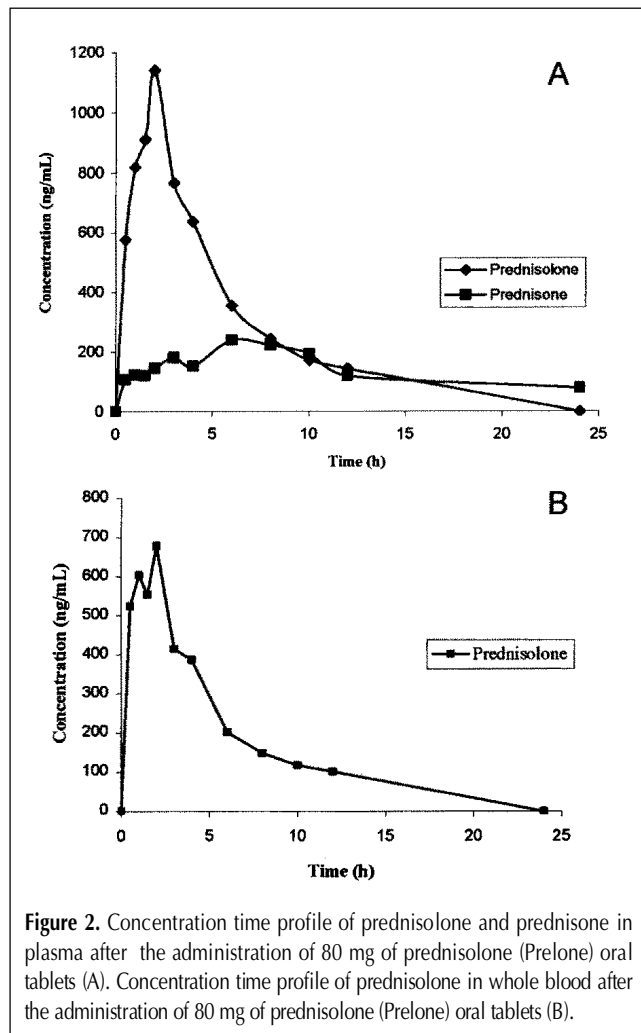 A
1200
1000
800
600
400
200
0
Concentration (ng/mL)
Prednisolone
Prednisone
0 5 10 15 20 25
Time (h)
B
800
700
600
500
400
300
200
100
0
Concentration (ng/mL)
Prednisolone
0 5 10 15 20 25
Time (h)
Figure 2. Concentration time profile of prednisolone and prednisone in
plasma after the administration of 80 mg of prednisolone (Prelone) oral
tablets (A). Concentration time profile of prednisolone in whole blood after
the administration of 80 mg of prednisolone (Prelone) oral tablets (B).